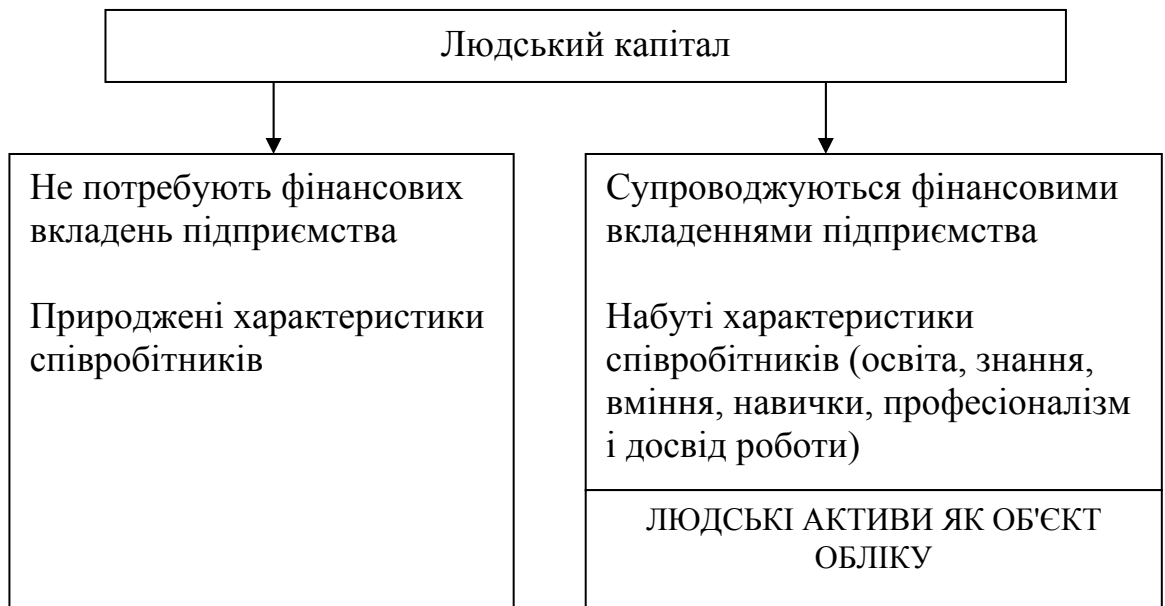 Людський капітал
Не потребують фінансових
вкладень підприємства
Природжені характеристики
співробітників
Супроводжуються фінансовими
вкладеннями підприємства
Набуті характеристики
співробітників (освіта, знання,
вміння, навички, професіоналізм
і досвід роботи)
ЛЮДСЬКІ АКТИВИ ЯК ОБ'ЄКТ
ОБЛІКУ